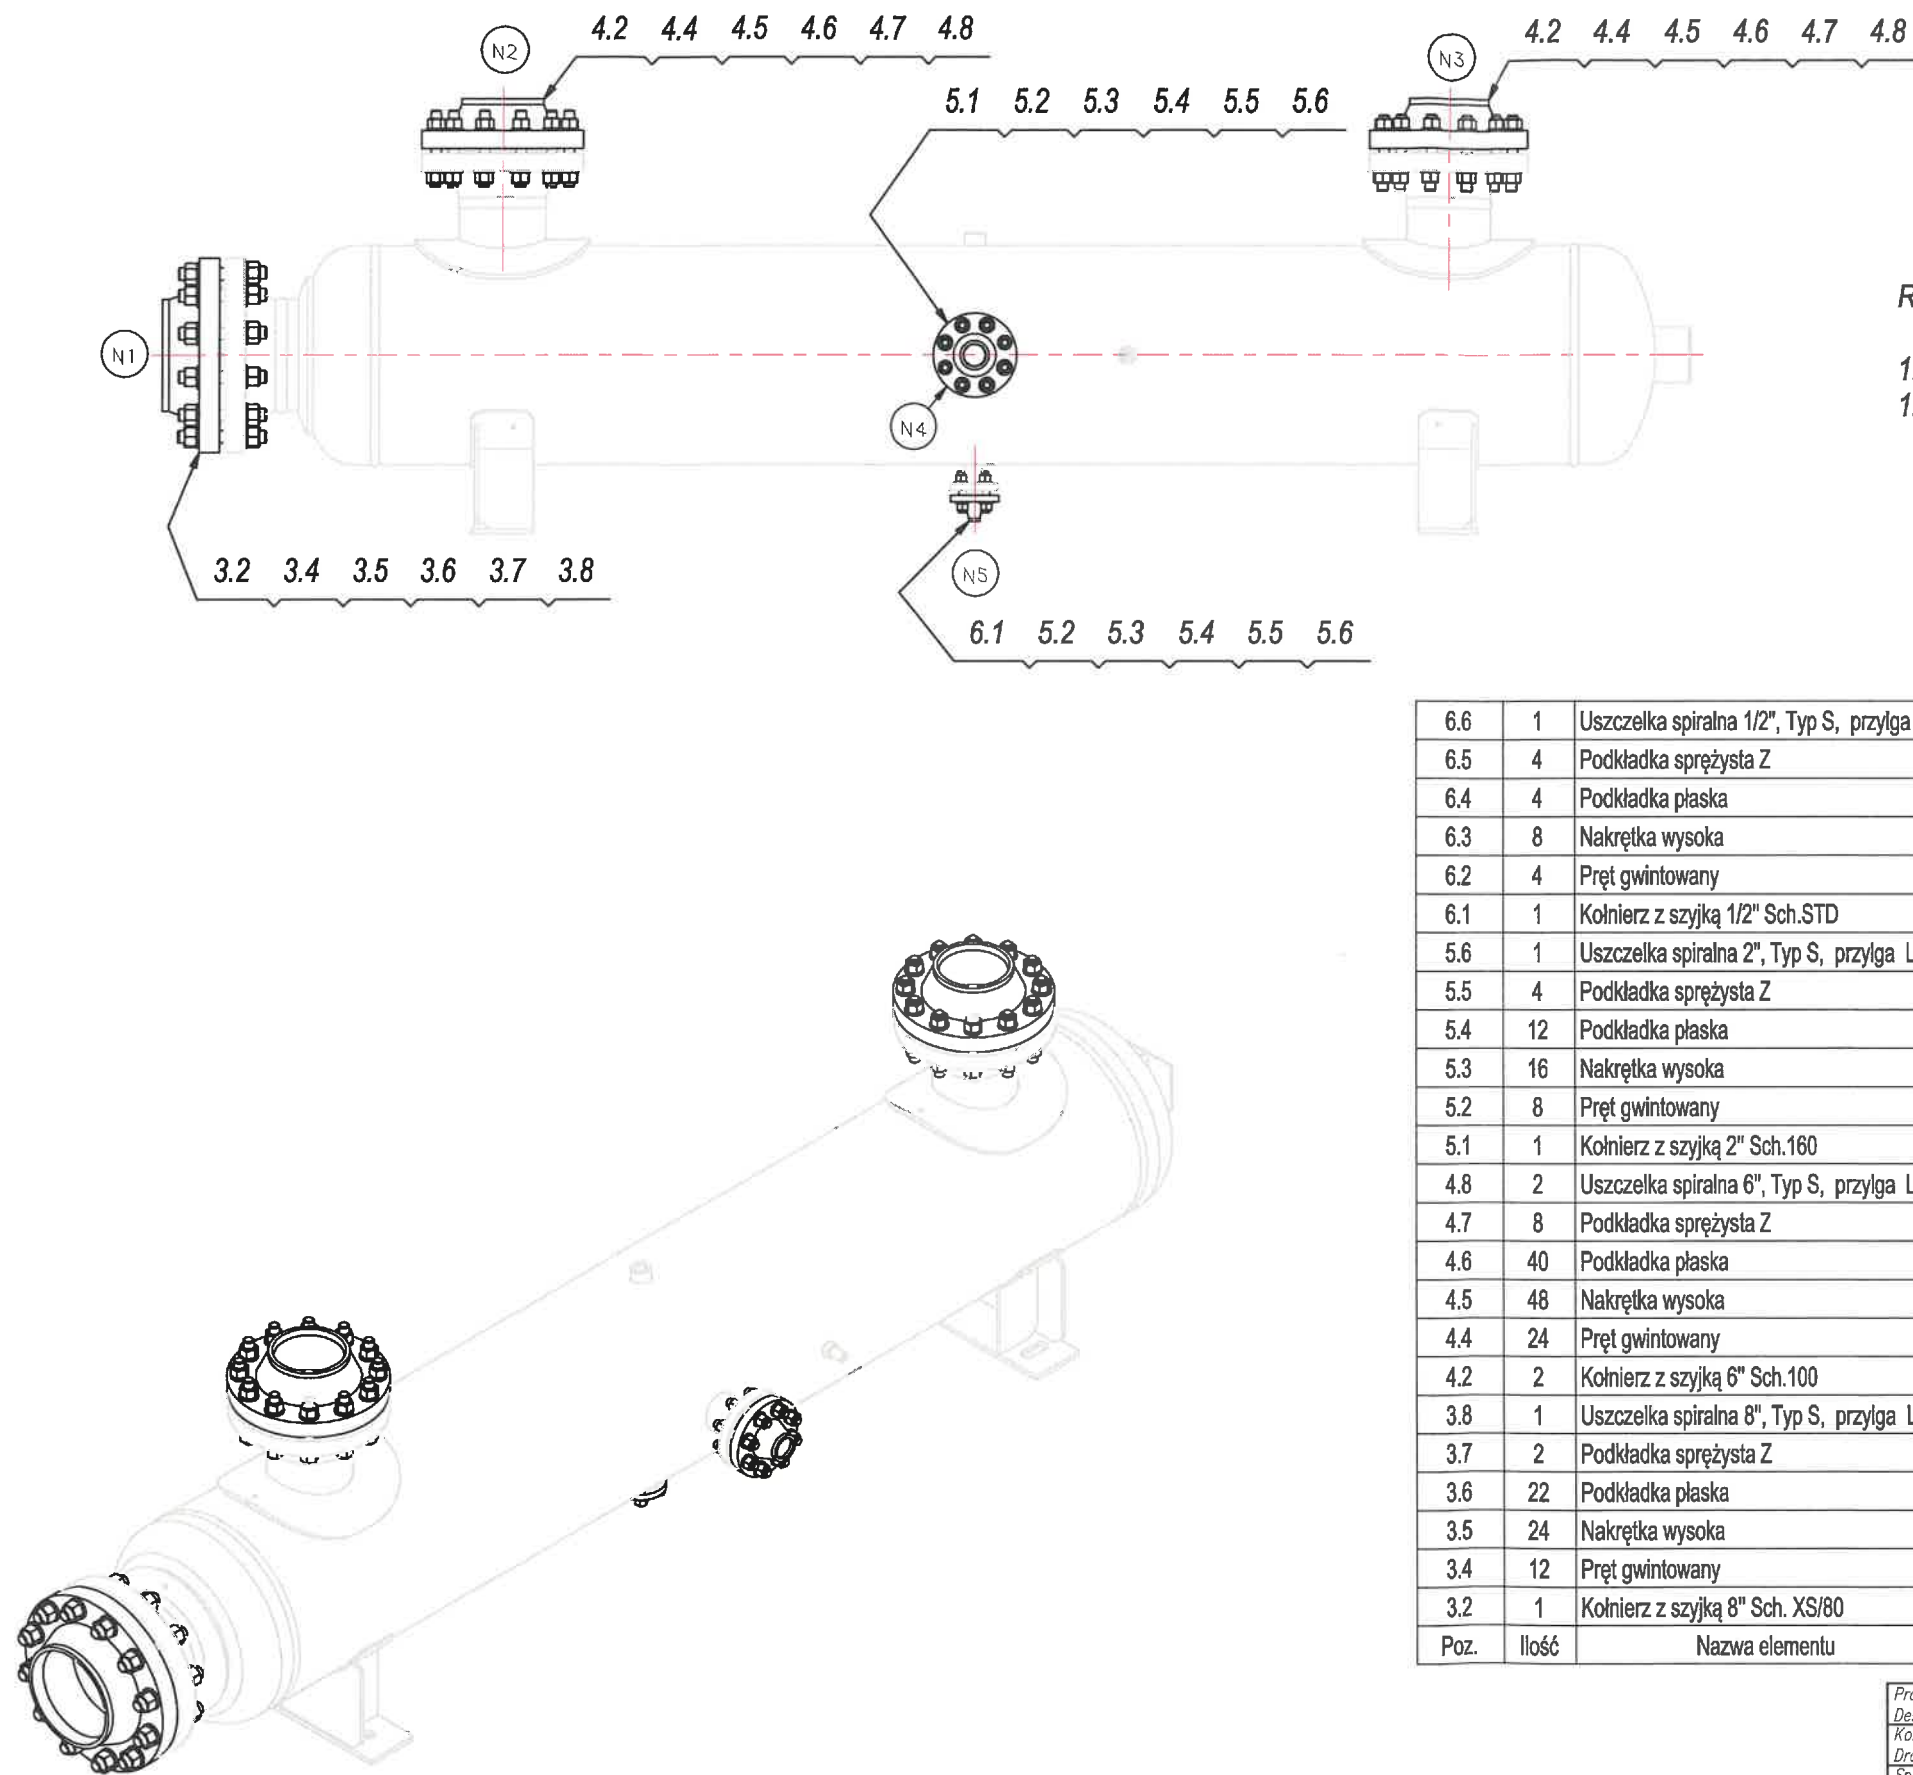 N2
4.2 4.4 4.5 4.6 4.7 4.8
N3
4.2 4.4 4.5 4.6 4.7 4.8
5.1 5.2 5.3 5.4 5.5 5.6
N1
N4
N5
3.2 3.4 3.5 3.6 3.7 3.8
6.1 5.2 5.3 5.4 5.5 5.6
6.6 1 Uszczelka spiralna 1/2", Typ S, przylga
6.5 4 Podkładka sprężysta Z
6.4 4 Podkładka płaska
6.3 8 Nakrętka wysoka
6.2 4 Pręt gwintowany
6.1 1 Kołnierz z szyjką 1/2" Sch.STD
5.6 1 Uszczelka spiralna 2", Typ S, przylga L
5.5 4 Podkładka sprężysta Z
5.4 12 Podkładka płaska
5.3 16 Nakrętka wysoka
5.2 8 Pręt gwintowany
5.1 1 Kołnierz z szyjką 2" Sch.160
4.8 2 Uszczelka spiralna 6", Typ S, przylga L
4.7 8 Podkładka sprężysta Z
4.6 40 Podkładka płaska
4.5 48 Nakrętka wysoka
4.4 24 Pręt gwintowany
4.2 2 Kołnierz z szyjką 6" Sch.100
3.8 1 Uszczelka spiralna 8", Typ S, przylga L
3.7 2 Podkładka sprężysta Z
3.6 22 Podkładka płaska
3.5 24 Nakrętka wysoka
3.4 12 Pręt gwintowany
3.2 1 Kołnierz z szyjką 8" Sch. XS/80
Poz. Ilość Nazwa elementu